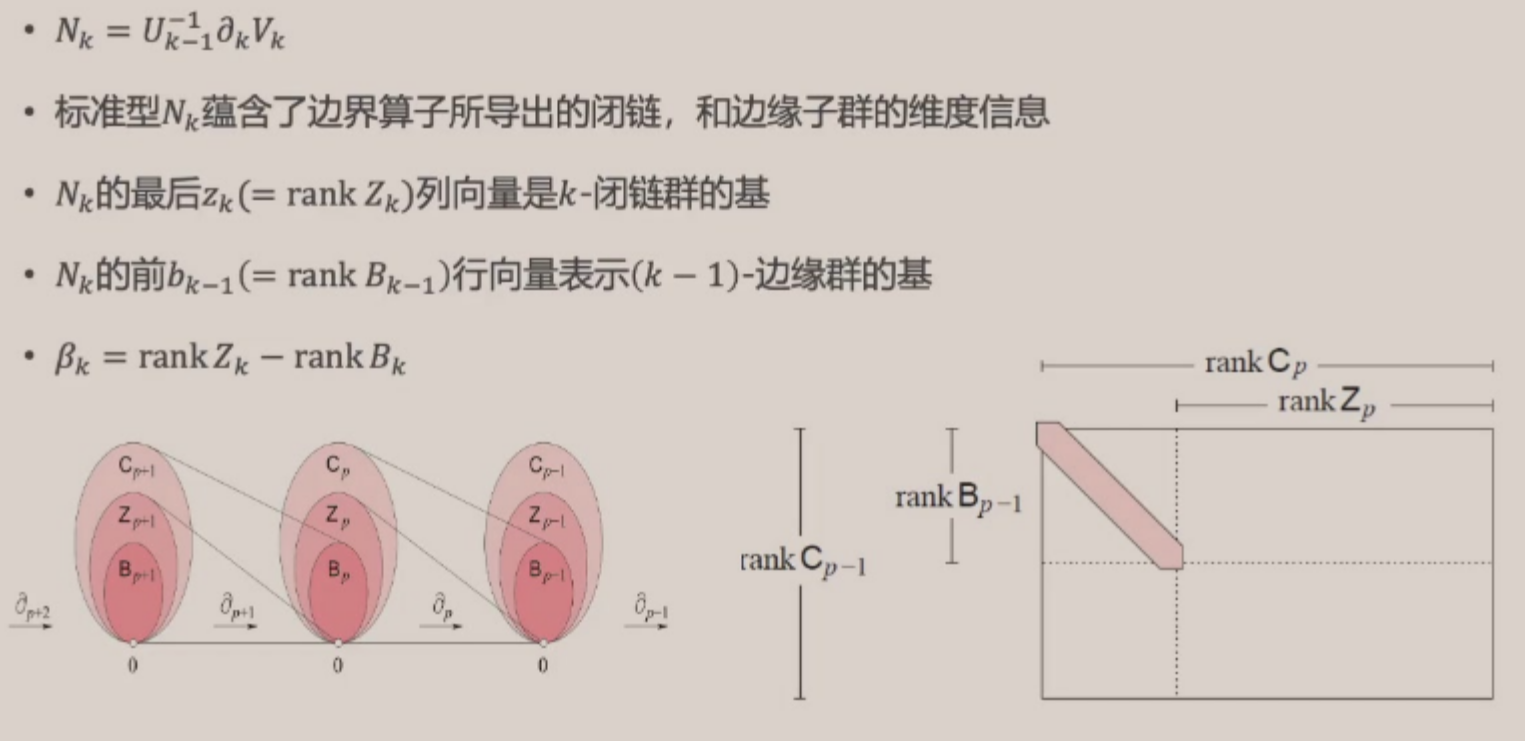 • $N_k = U_{k-1}^{-1} \partial_k V_k$
• 标准型$N_k$蕴含了边界算子所导出的闭链，和边缘子群的维度信息
• $N_k$的最后$z_k(= \text{rank } Z_k)$列向量是$k$-闭链群的基
• $N_k$的前$b_{k-1}(= \text{rank } B_{k-1})$行向量表示$(k-1)$-边缘群的基
• $\beta_k = \text{rank } Z_k - \text{rank } B_k$
rank $C_p$
rank $Z_p$
$C_{p+1}$ $C_p$ $C_{p-1}$
$Z_{p+1}$ $Z_p$ $Z_{p-1}$
rank $B_{p-1}$
$B_{p+1}$ $B_p$ $B_{p-1}$
rank $C_{p-1}$
$\partial_{p+2}$ $\partial_{p+1}$ $\partial_p$ $\partial_{p-1}$
0 0 0